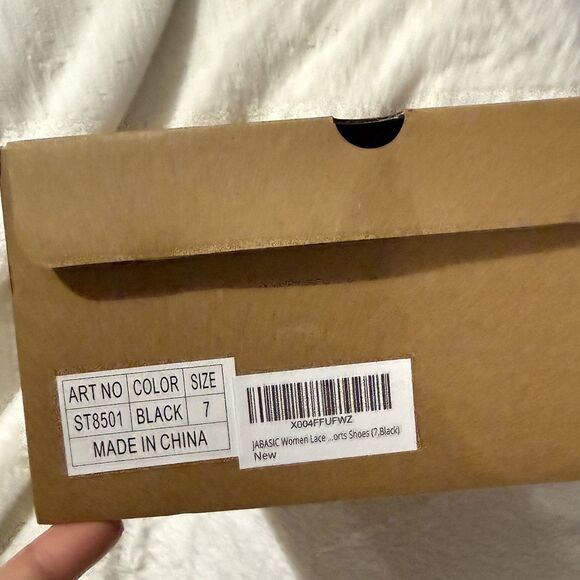 ART NO COLOR SIZE
ST8501 BLACK 7
MADE IN CHINA
X004FFUFWZ
JABASIC Women Lace ...orts Shoes (7,Black)
New